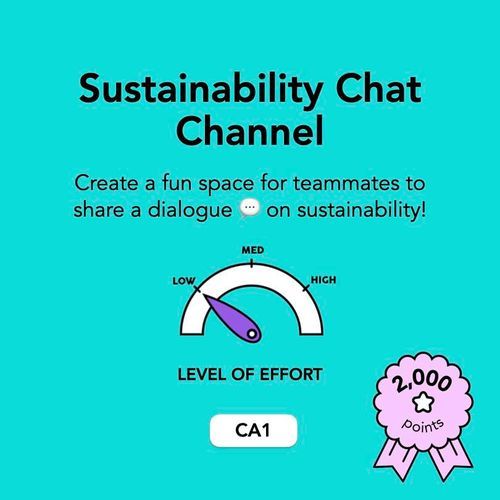 Sustainability Chat
Channel
Create a fun space for teammates to
share a dialogue 💬 on sustainability!
MED
LOW
HIGH
LEVEL OF EFFORT
CA1
2,000
points